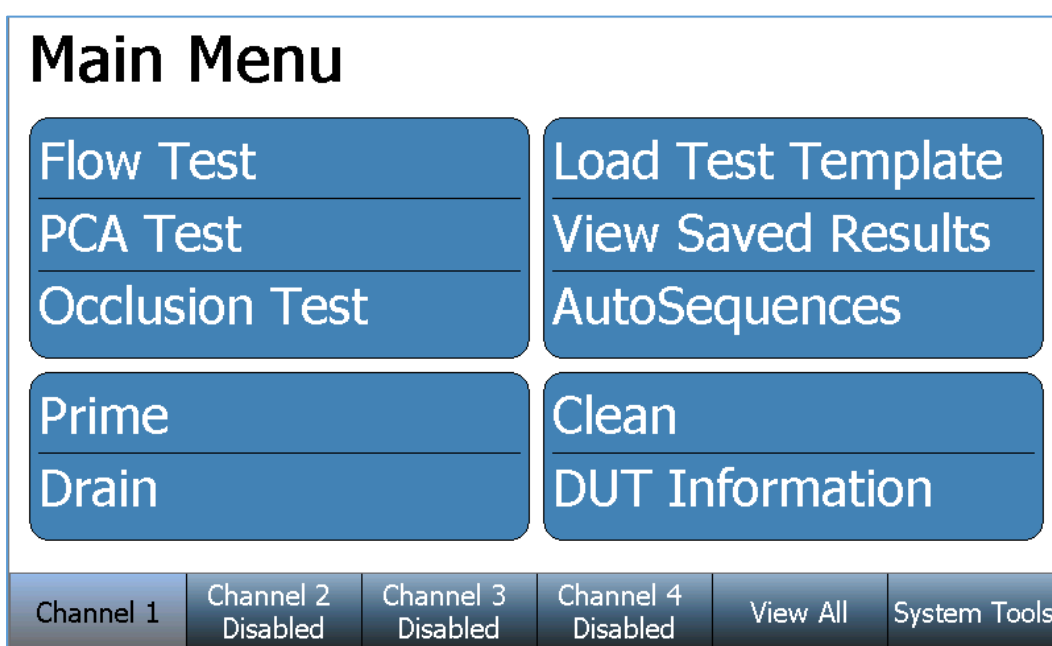 Main Menu
Flow Test
PCA Test
Occlusion Test
Load Test Template
View Saved Results
AutoSequences
Prime
Drain
Clean
DUT Information
Channel 1
Channel 2
Disabled
Channel 3
Disabled
Channel 4
Disabled
View All
System Tools